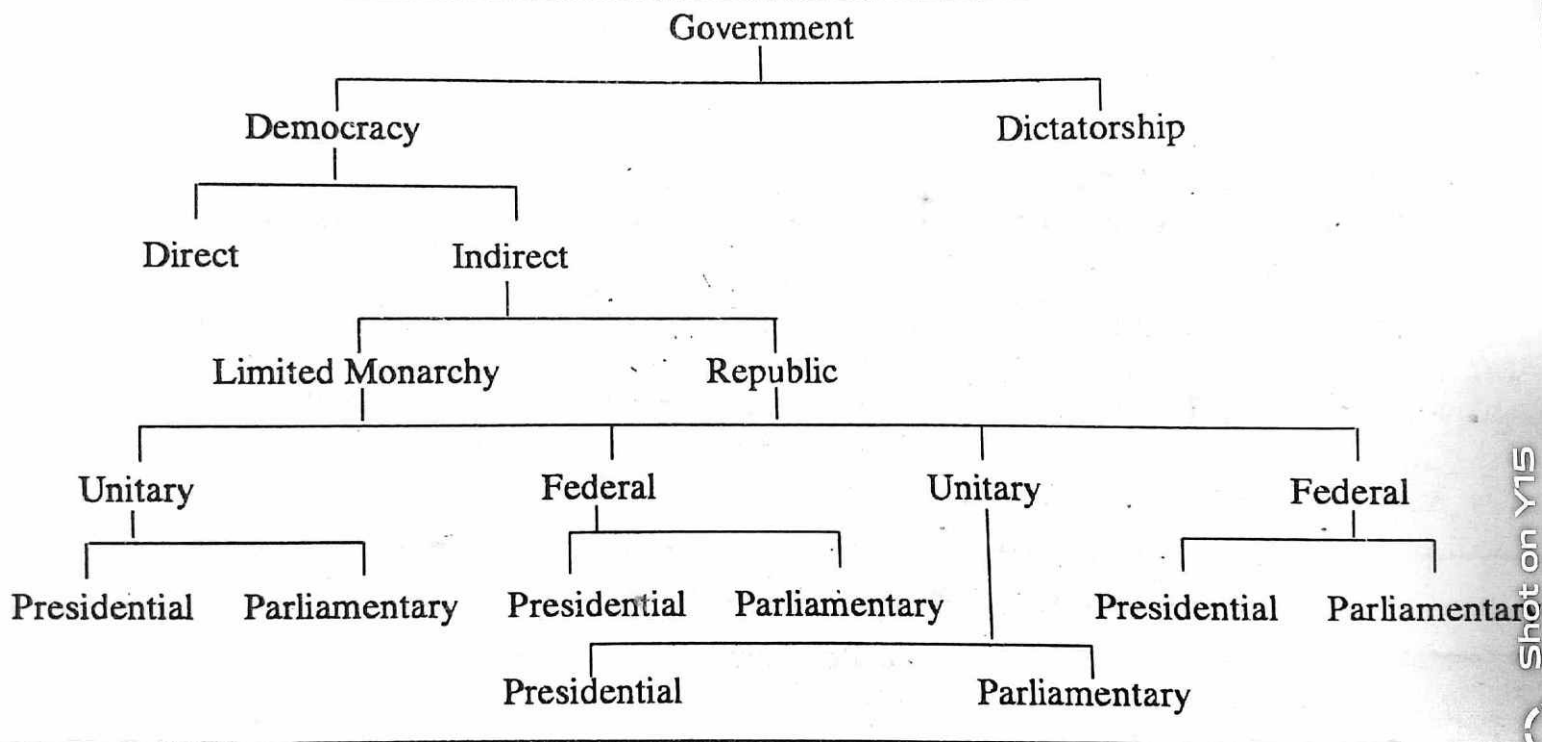 Government
Democracy Dictatorship
Direct Indirect
Limited Monarchy Republic
Unitary Federal Unitary Federal
Presidential Parliamentary Presidential Parliamentary Presidential Parliamentary
Presidential Parliamentary
Shot on Y15